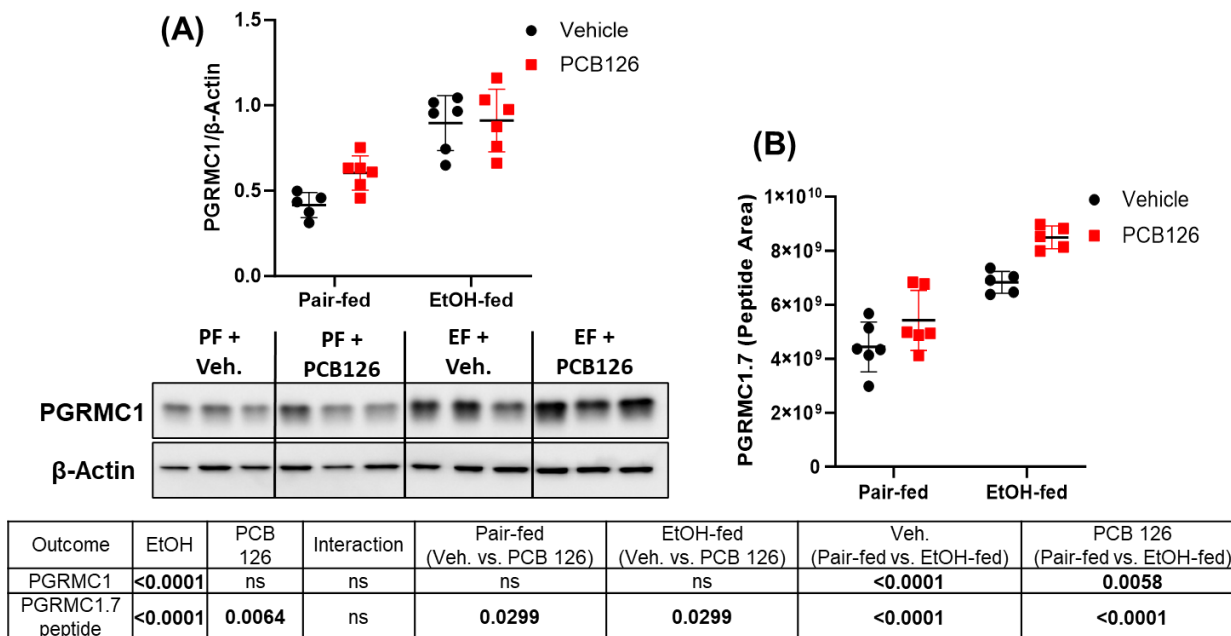 (A)
1.5
1.0
0.5
0.0
PGRMC1/β-Actin
Vehicle
PCB126
Pair-fed
EtOH-fed
PF +
Veh.
PF +
PCB126
EF +
Veh.
EF +
PCB126
PGRMC1
β-Actin
(B)
1×10¹⁰
8×10⁹
6×10⁹
4×10⁹
2×10⁹
0
PGRMC1.7 (Peptide Area)
Vehicle
PCB126
Pair-fed
EtOH-fed
Outcome EtOH PCB 126 Interaction Pair-fed (Veh. vs. PCB 126) EtOH-fed (Veh. vs. PCB 126) Veh. (Pair-fed vs. EtOH-fed) PCB 126 (Pair-fed vs. EtOH-fed)
PGRMC1 <0.0001 ns ns ns ns <0.0001 0.0058
PGRMC1.7 peptide <0.0001 0.0064 ns 0.0299 0.0299 <0.0001 <0.0001